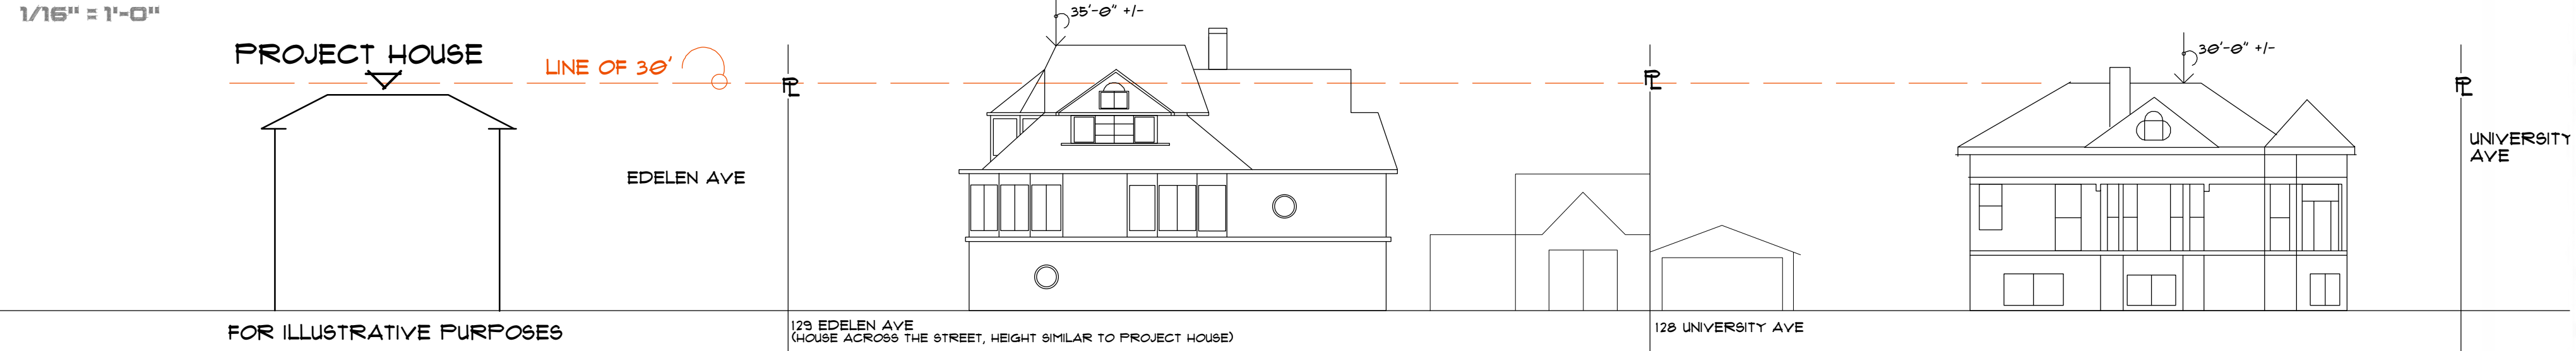 1/16" = 1'-0"
PROJECT HOUSE
LINE OF 30'
PL
35'-0" +/-
PL
30'-0" +/-
PL
EDELEN AVE
UNIVERSITY
AVE
FOR ILLUSTRATIVE PURPOSES
129 EDELEN AVE
(HOUSE ACROSS THE STREET, HEIGHT SIMILAR TO PROJECT HOUSE)
128 UNIVERSITY AVE